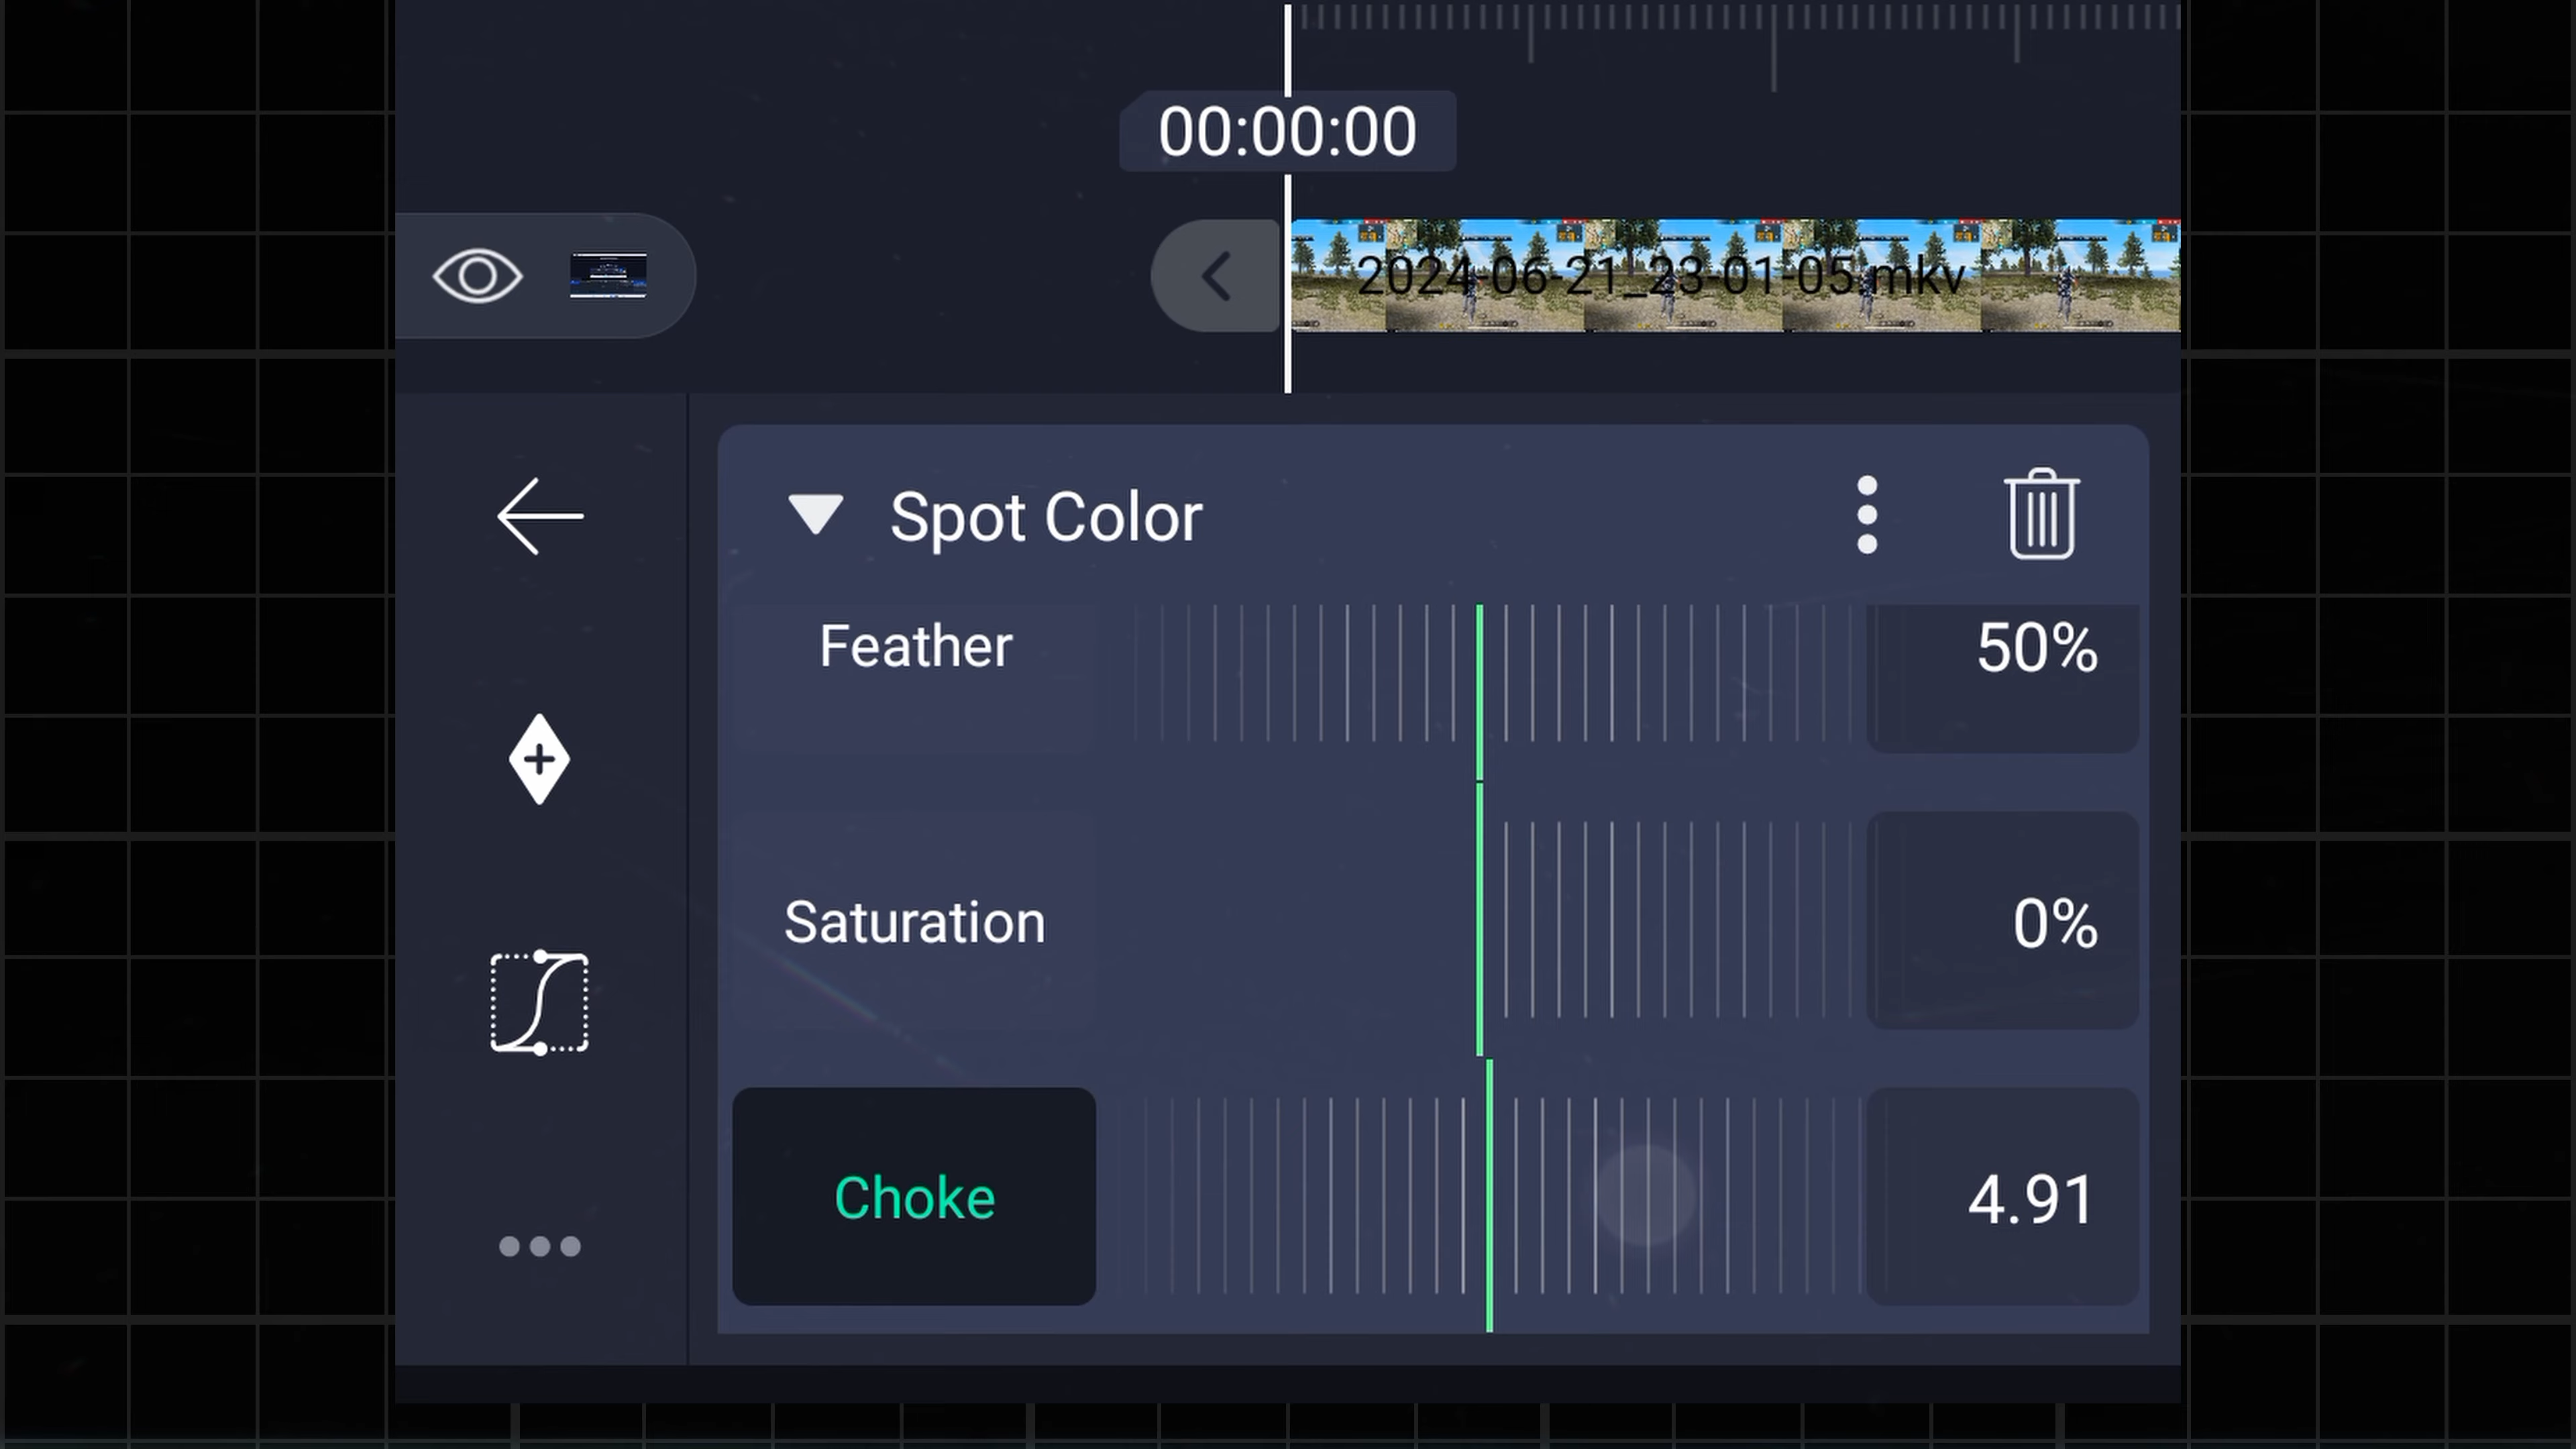 00:00:00
2024-06-21_23-01-05.mkv
Spot Color
Feather 50%
Saturation 0%
Choke 4.91